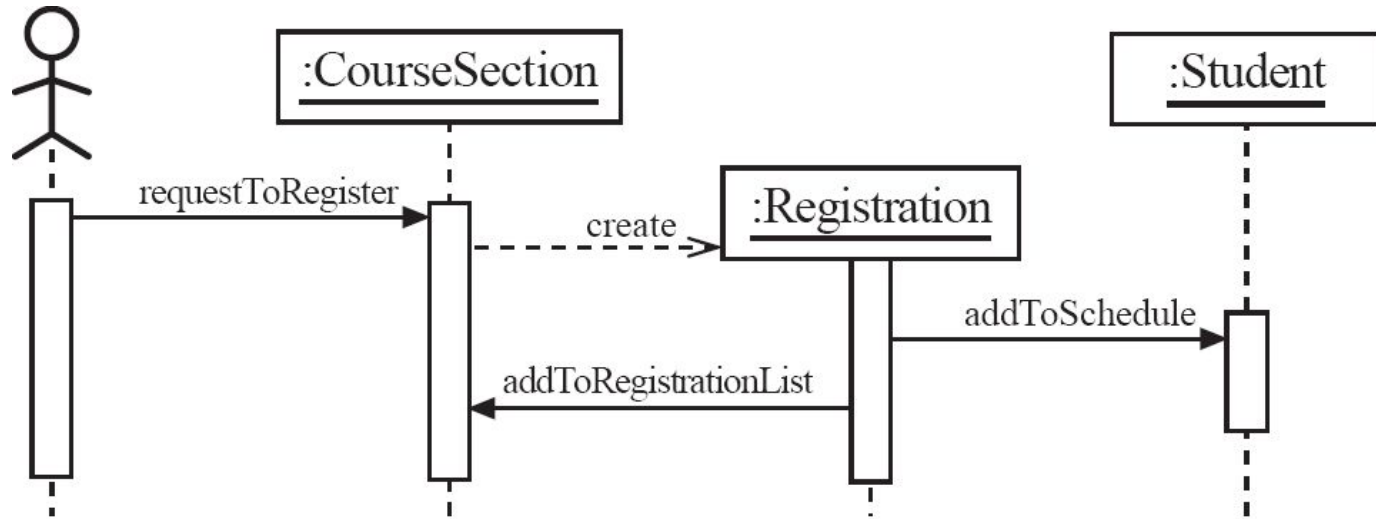 :CourseSection
:Student
requestToRegister
create
:Registration
addToSchedule
addToRegistrationList